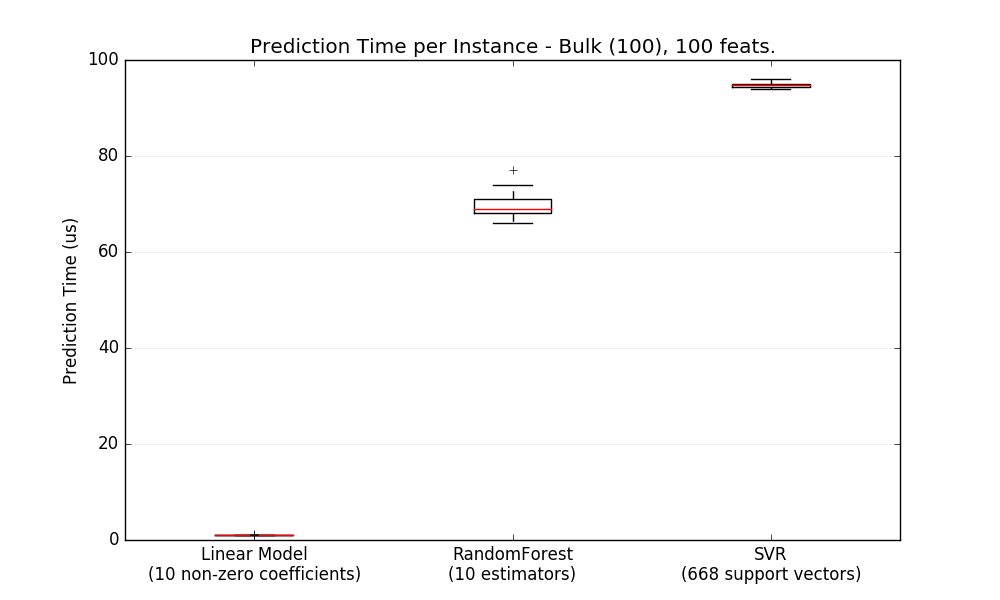 Prediction Time per Instance - Bulk (100), 100 feats.
100
80
60
40
20
0
Prediction Time (us)
Linear Model
(10 non-zero coefficients)
RandomForest
(10 estimators)
SVR
(668 support vectors)